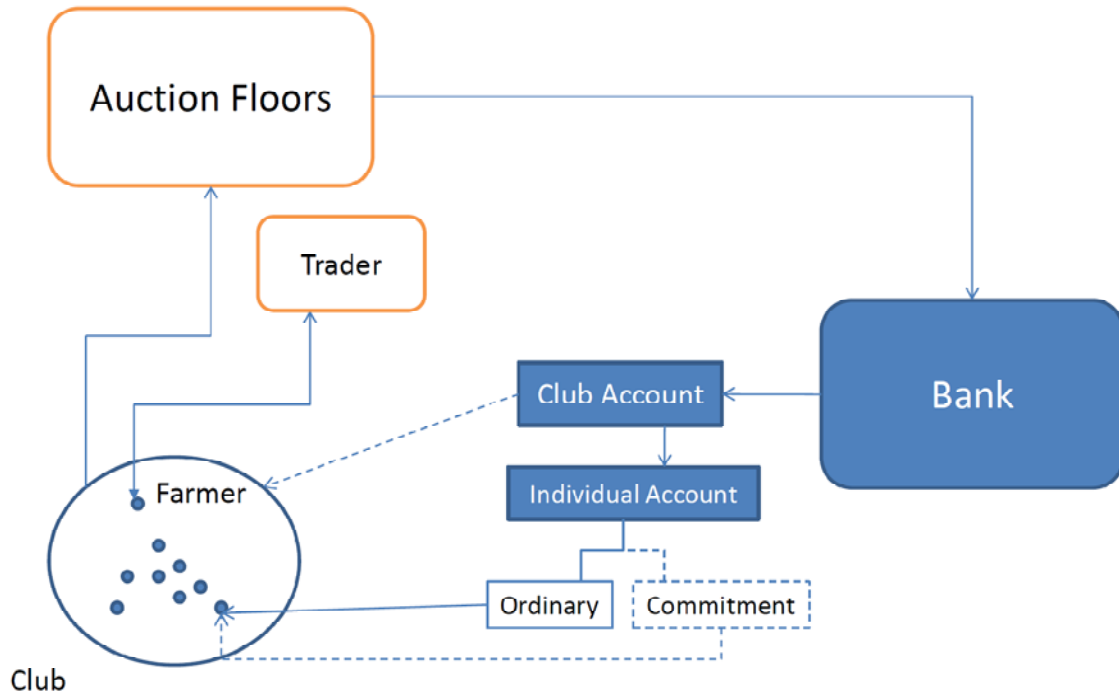 Auction Floors
Trader
Club Account
Bank
Individual Account
Farmer
Ordinary
Commitment
Club